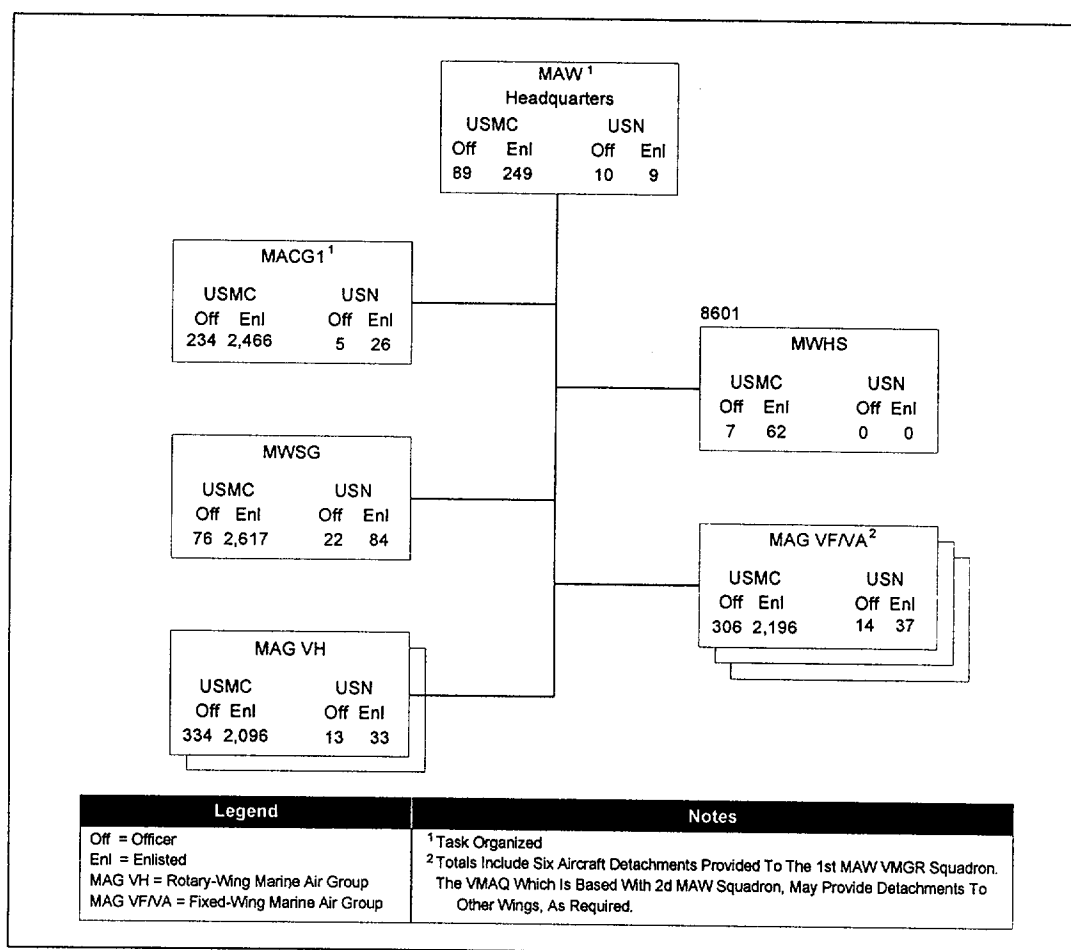 MAW ¹
Headquarters
USMC USN
Off Enl Off Enl
89 249 10 9
MACG1 ¹
USMC USN
Off Enl Off Enl
234 2,466 5 26
8601
MWHS
USMC USN
Off Enl Off Enl
7 62 0 0
MWSG
USMC USN
Off Enl Off Enl
76 2,617 22 84
MAG VF/VA²
USMC USN
Off Enl Off Enl
306 2,196 14 37
MAG VH
USMC USN
Off Enl Off Enl
334 2,096 13 33
Legend
Off = Officer
Enl = Enlisted
MAG VH = Rotary-Wing Marine Air Group
MAG VF/VA = Fixed-Wing Marine Air Group
Notes
¹ Task Organized
² Totals Include Six Aircraft Detachments Provided To The 1st MAW VMGR Squadron.
The VMAQ Which Is Based With 2d MAW Squadron, May Provide Detachments To
Other Wings, As Required.